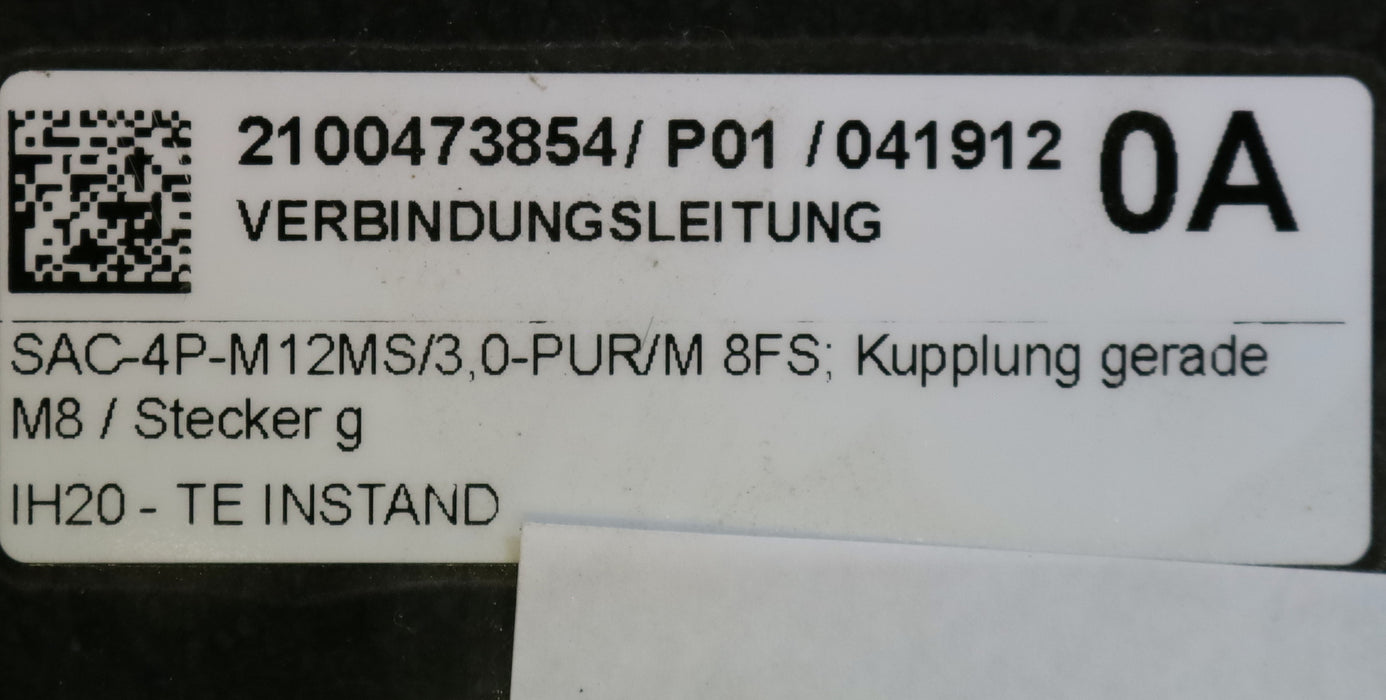 2100473854/ P01 /041912 0A
VERBINDUNGSLEITUNG
SAC-4P-M12MS/3,0-PUR/M 8FS; Kupplung gerade
M8 / Stecker g
IH20 - TE INSTAND